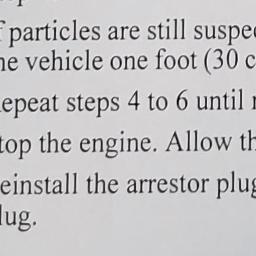 particles are still suspe
vehicle one foot (30 c
epeat steps 4 to 6 until
top the engine. Allow th
einstall the arrestor plug
lug.